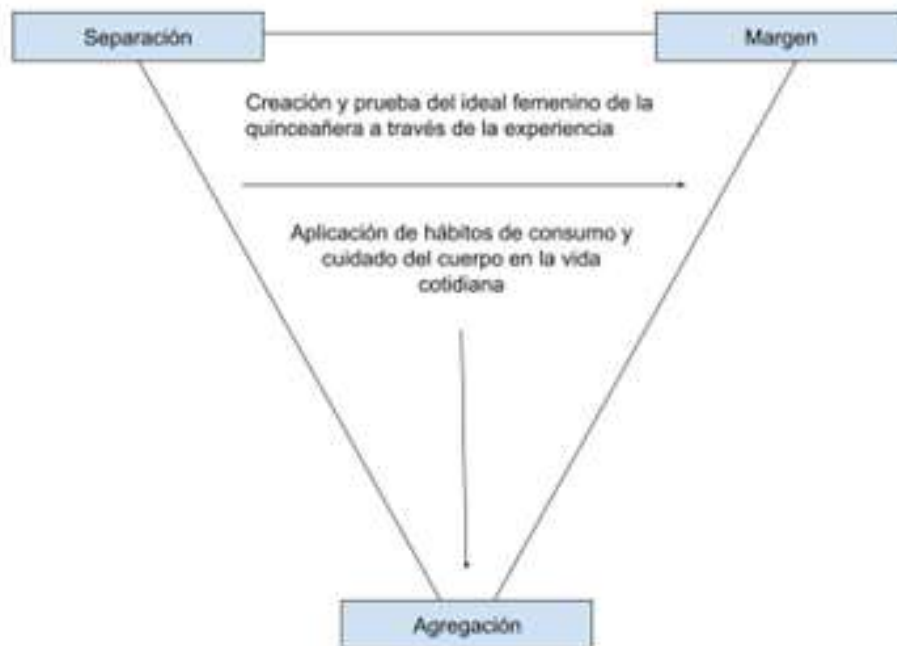 Separación
Margen
Creación y prueba del ideal femenino de la
quinceañera a través de la experiencia
Aplicación de hábitos de consumo y
cuidado del cuerpo en la vida
cotidiana
Agregación